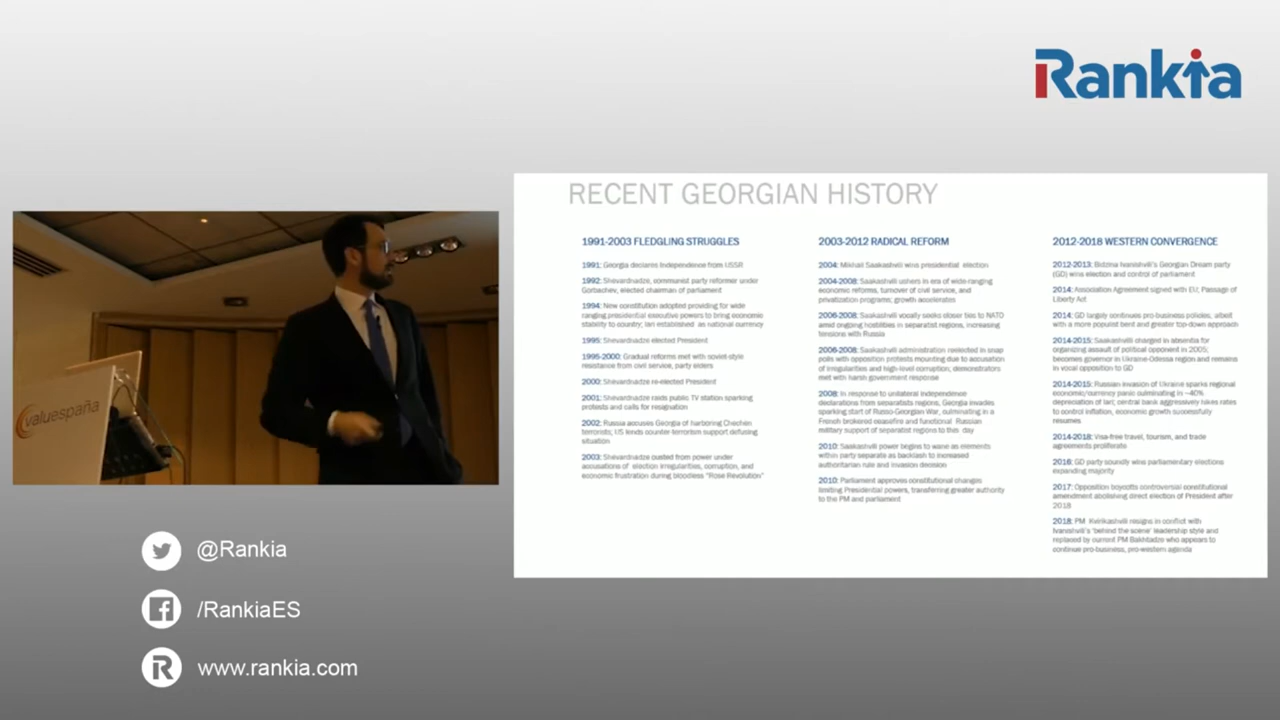 Rankia
RECENT GEORGIAN HISTORY
1991-2003 FLEDGLING STRUGGLES
1991: Georgia declares independence from USSR
1992: Shevardnadze, communist party reformer under
Gorbachev, elected chairman of parliament
1994: New constitution adopted providing for wide
ranging presidential executive powers to bring economic
stability to country; lari established as national currency
1995: Shevardnadze elected President
1995-2000: Gradual reforms met with soviet-style
resistance from civil service, party elders
2000: Shevardnadze re-elected President
2001: Shevardnadze raids public TV station sparking
protests and calls for resignation
2002: Russia accuses Georgia of harboring Chechen
terrorists; US lends counter-terrorism support defusing
situation
2003: Shevardnadze ousted from power under
accusations of election irregularities, corruption, and
economic frustration during bloodless "Rose Revolution"
2003-2012 RADICAL REFORM
2004: Mikhail Saakashvili wins presidential election
2004-2008: Saakashvili ushers in era of wide-ranging
economic reforms, turnover of civil service, and
privatization programs; growth accelerates
2006-2008: Saakashvili vocally seeks closer ties to NATO
amid ongoing hostilities in separatist regions, increasing
tensions with Russia
2006-2008: Saakashvili administration reelected in snap
polls with opposition protests mounting due to accusation
of irregularities and high-level corruption; demonstrators
met with harsh government response
2008: In response to unilateral independence
declarations from separatists regions, Georgia invades
sparking start of Russo-Georgian War, culminating in a
French brokered ceasefire and functional Russian
military support of separatist regions to this day
2010: Saakashvili power begins to wane as elements
within party separate as backlash to increased
authoritarian rule and invasion decision
2010: Parliament approves constitutional changes
limiting Presidential powers, transferring greater authority
to the PM and parliament
2012-2018 WESTERN CONVERGENCE
2012-2013: Bidzina Ivanishvili's Georgian Dream party
(GD) wins election and control of parliament
2014: Association Agreement signed with EU; Passage of
Liberty Act
2014: GD largely continues pro-business policies, albeit
with a more populist bent and greater top-down approach
2014-2015: Saakashvili charged in absentia for
organizing assault of political opponent in 2005;
becomes governor in Ukraine-Odessa region and remains
in vocal opposition to GD
2014-2015: Russian invasion of Ukraine sparks regional
economic/currency panic culminating in ~40%
depreciation of lari; central bank aggressively hikes rates
to control inflation, economic growth successfully
resumes
2014-2018: Visa-free travel, tourism, and trade
agreements proliferate
2016: GD party soundly wins parliamentary elections
expanding majority
2017: Opposition boycotts controversial constitutional
amendment abolishing direct election of President after
2018
2018: PM Kvirikashvili resigns in conflict with
Ivanishvili's 'behind the scene' leadership style and
replaced by current PM Bakhtadze who appears to
continue pro-business, pro-western agenda
valuespaña
@Rankia
/RankiaES
www.rankia.com